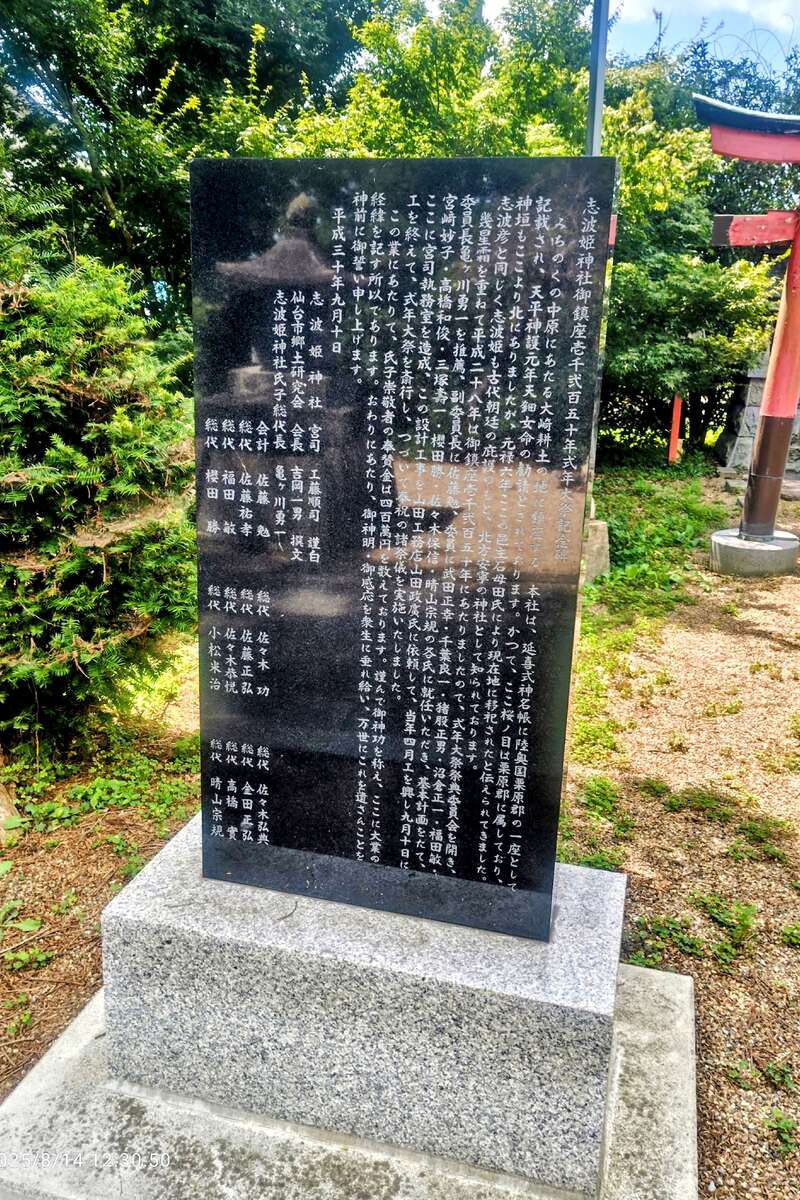 志波姫神社御鎮座壱千弐百五十年式年大祭記念碑
みちのくの中原にあたる大崎耕土の地に鎮座する、本社は、延喜式神名帳に陸奥国栗原郡の一座として
記載され、天平神護元年天細女命の勧請とされております。かつて、ここ桜ノ目は栗原郡に属しており、
神垣もここより北にありましたが、元禄六年ここの邑主石母田氏により現在地に移祀されたと伝えられてきました。
志波彦と同じく志波姫も古代朝廷の庇護のもと、北方安寧の神社として知られております。
幾星霜を重ねて平成二十八年は御鎮座壱千弐百五十年にあたりましたので、式年大祭祭典委員会を開き、
委員長亀ヶ川勇一を推薦、副委員長に佐藤勉、委員に武田正幸・千葉良一・猪股正男・沼倉正一・福田敏・
宮崎妙子・高橋和俊・三塚壽一・櫻田勝・佐々木保信・晴山宗規の各氏に就任いただき、基本計画をたて、
ここに宮司執務室を造成、この設計工事を山田工務店山田政廣氏に依頼して、当年四月工を興し九月十日に
工を終えて、式年大祭を斎行し、つづいて奉祝の諸祭儀を実施いたしました。
この業にあたりて、氏子崇敬者の奉賛金は四百萬円を数えております。謹んで御神功を称え、ここに大業の
経緯を記す所以であります。おわりにあたり、御神明・御感応を衆生に垂れ給い、万世にこれを遺さんことを
神前に御誓い申し上げます。
平成三十年九月十日
志波姫神社 宮司 工藤順司 謹白
仙台市郷土研究会 会長 吉岡一男 撰文
志波姫神社氏子総代長 亀ヶ川勇一
会計 佐藤 勉 総代 佐々木 功 総代 佐々木弘典
総代 佐藤祐孝 総代 佐藤正弘 総代 金田正弘
総代 福田 敏 総代 佐々木恭悦 総代 高橋 實
総代 櫻田 勝 総代 小松米治 総代 晴山宗規
025/8/14 12:30:50